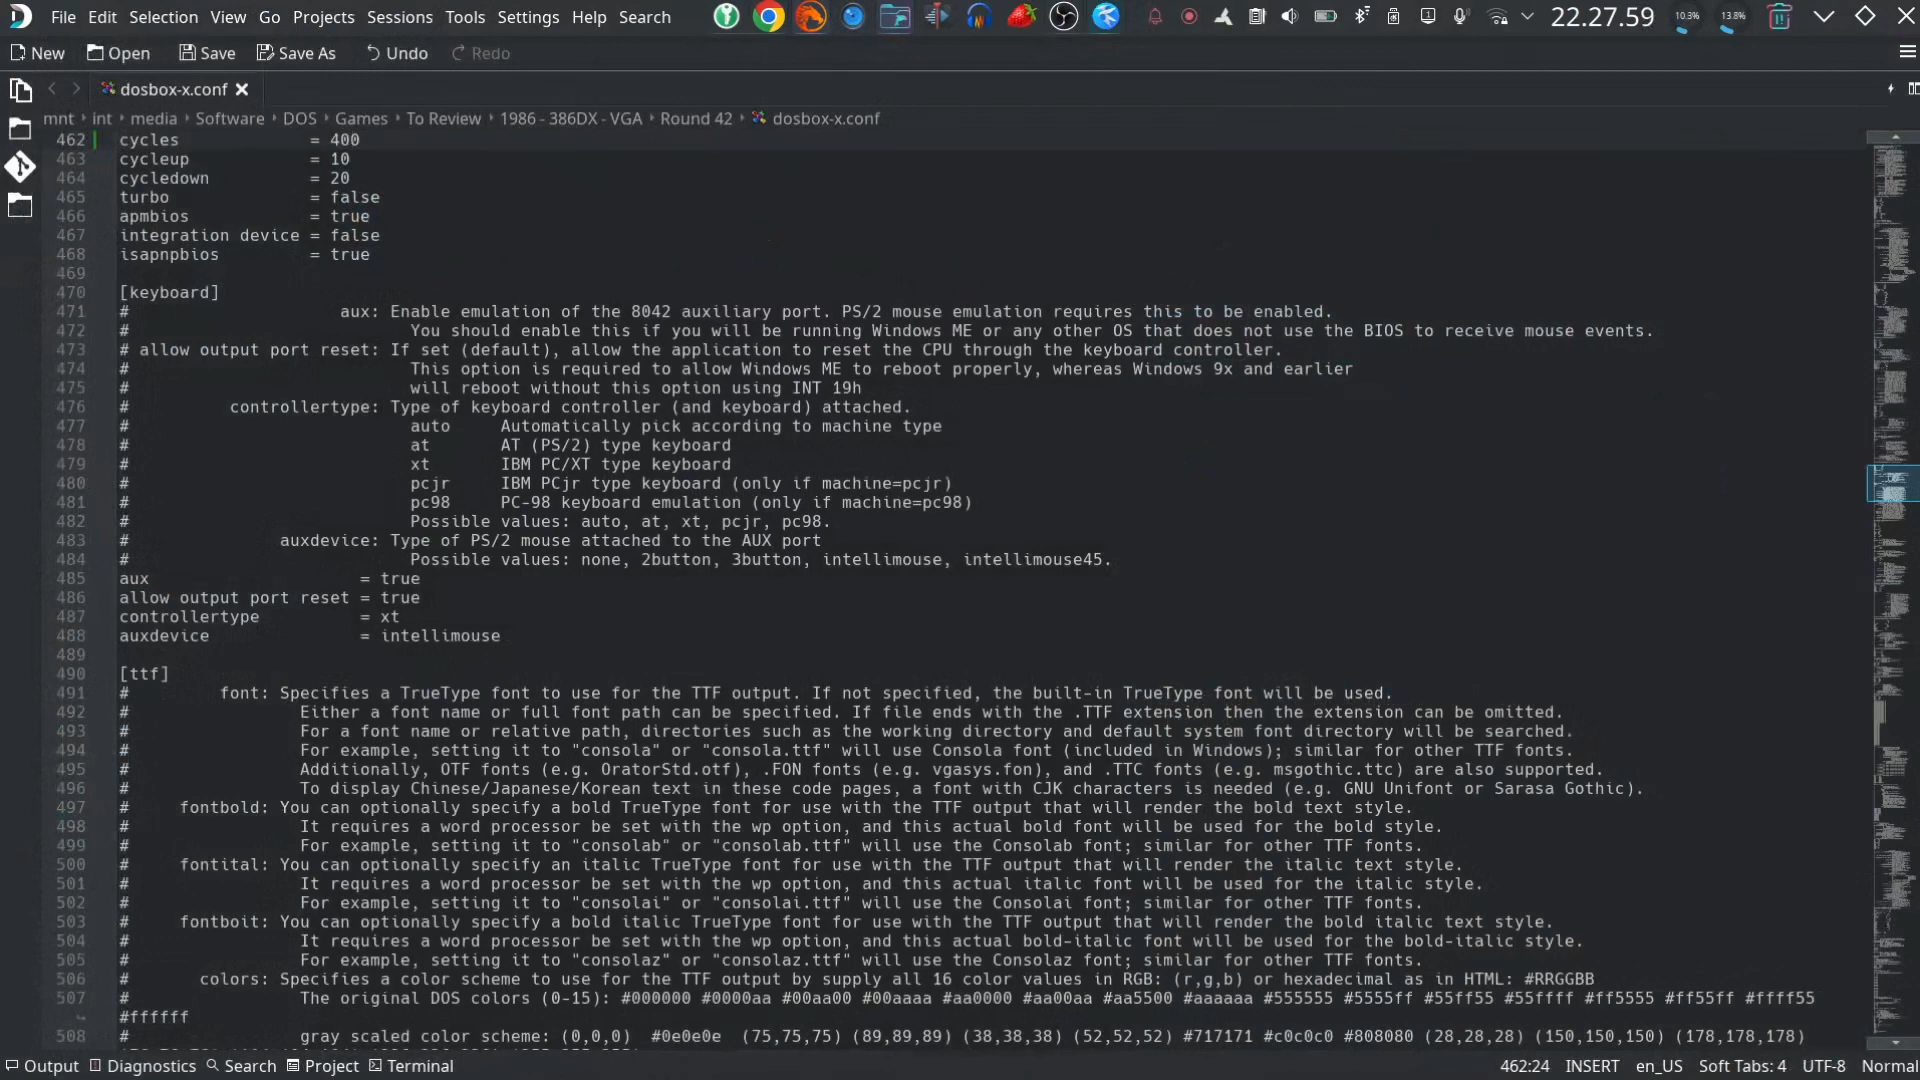 File Edit Selection View Go Projects Sessions Tools Settings Help Search 22.27.59 10.3% 13.8%
New Open Save Save As Undo Redo
dosbox-x.conf
mnt int media Software DOS Games To Review 1986 - 386DX - VGA Round 42 dosbox-x.conf
462 cycles = 400
463 cycleup = 10
464 cycledown = 20
465 turbo = false
466 apmbios = true
467 integration device = false
468 isapnpbios = true
469
470 [keyboard]
471 # aux: Enable emulation of the 8042 auxiliary port. PS/2 mouse emulation requires this to be enabled.
472 # You should enable this if you will be running Windows ME or any other OS that does not use the BIOS to receive mouse events.
473 # allow output port reset: If set (default), allow the application to reset the CPU through the keyboard controller.
474 # This option is required to allow Windows ME to reboot properly, whereas Windows 9x and earlier
475 # will reboot without this option using INT 19h
476 # controllertype: Type of keyboard controller (and keyboard) attached.
477 # auto Automatically pick according to machine type
478 # at AT (PS/2) type keyboard
479 # xt IBM PC/XT type keyboard
480 # pcjr IBM PCjr type keyboard (only if machine=pcjr)
481 # pc98 PC-98 keyboard emulation (only if machine=pc98)
482 # Possible values: auto, at, xt, pcjr, pc98.
483 # auxdevice: Type of PS/2 mouse attached to the AUX port
484 # Possible values: none, 2button, 3button, intellimouse, intellimouse45.
485 aux = true
486 allow output port reset = true
487 controllertype = xt
488 auxdevice = intellimouse
489
490 [ttf]
491 # font: Specifies a TrueType font to use for the TTF output. If not specified, the built-in TrueType font will be used.
492 # Either a font name or full font path can be specified. If file ends with the .TTF extension then the extension can be omitted.
493 # For a font name or relative path, directories such as the working directory and default system font directory will be searched.
494 # For example, setting it to "consola" or "consola.ttf" will use Consola font (included in Windows); similar for other TTF fonts.
495 # Additionally, OTF fonts (e.g. OratorStd.otf), .FON fonts (e.g. vgasys.fon), and .TTC fonts (e.g. msgothic.ttc) are also supported.
496 # To display Chinese/Japanese/Korean text in these code pages, a font with CJK characters is needed (e.g. GNU Unifont or Sarasa Gothic).
497 # fontbold: You can optionally specify a bold TrueType font for use with the TTF output that will render the bold text style.
498 # It requires a word processor be set with the wp option, and this actual bold font will be used for the bold style.
499 # For example, setting it to "consolab" or "consolab.ttf" will use the Consolab font; similar for other TTF fonts.
500 # fontital: You can optionally specify an italic TrueType font for use with the TTF output that will render the italic text style.
501 # It requires a word processor be set with the wp option, and this actual italic font will be used for the italic style.
502 # For example, setting it to "consolai" or "consolai.ttf" will use the Consolai font; similar for other TTF fonts.
503 # fontboit: You can optionally specify a bold italic TrueType font for use with the TTF output that will render the bold italic text style.
504 # It requires a word processor be set with the wp option, and this actual bold-italic font will be used for the bold-italic style.
505 # For example, setting it to "consolaz" or "consolaz.ttf" will use the Consolaz font; similar for other TTF fonts.
506 # colors: Specifies a color scheme to use for the TTF output by supply all 16 color values in RGB: (r,g,b) or hexadecimal as in HTML: #RRGGBB
507 # The original DOS colors (0-15): #000000 #0000aa #00aa00 #00aaaa #aa0000 #aa00aa #aa5500 #aaaaaa #555555 #5555ff #55ff55 #55ffff #ff5555 #ff55ff #ffff55
#ffffff
508 # gray scaled color scheme: (0,0,0) #0e0e0e (75,75,75) (89,89,89) (38,38,38) (52,52,52) #717171 #c0c0c0 #808080 (28,28,28) (150,150,150) (178,178,178)
Output Diagnostics Search Project Terminal 462:24 INSERT en_US Soft Tabs: 4 UTF-8 Normal